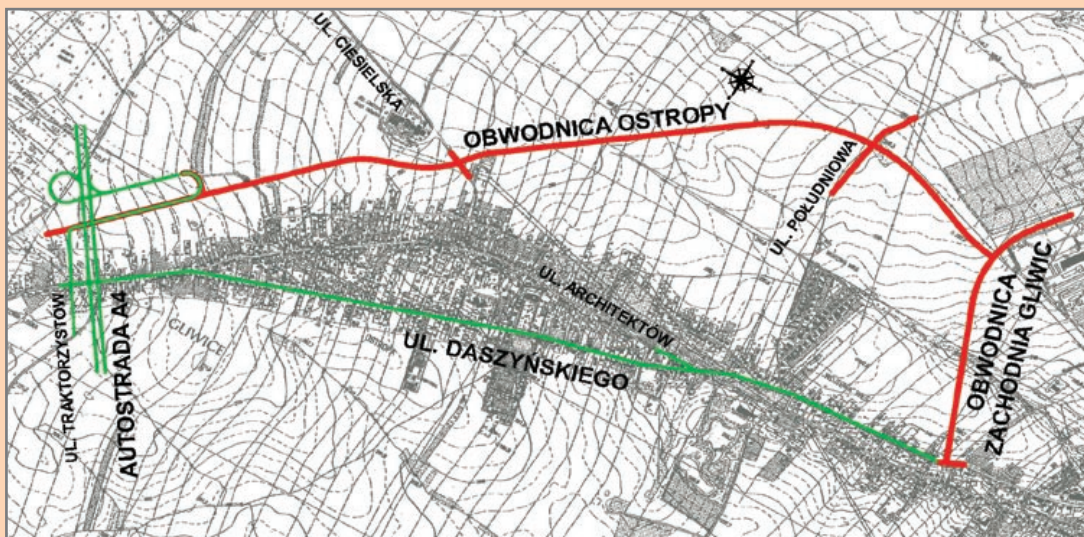 UL. CIESIELSKA
OBWODNICA OSTROPY
UL. POŁUDNIOWA
UL. ARCHITEKTÓW
UL. TRAKTORZYSTÓW
AUTOSTRADA A4
GLIWICE
UL. DASZYŃSKIEGO
OBWODNICA
ZACHODNIA GLIWIC